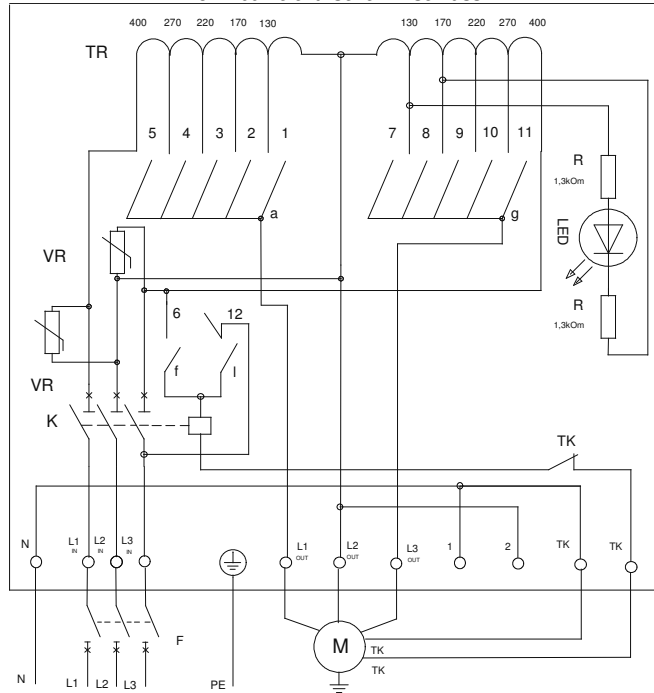 400 270 220 170 130 130 170 220 270 400
TR
5 4 3 2 1 7 8 9 10 11
R
1,3kOm
a g
LED
VR
6 12
R
1,3kOm
f l
VR
K
TK
N L1 IN L2 IN L3 IN L1 OUT L2 OUT L3 OUT 1 2 TK TK
F
M
TK
TK
N L1 L2 L3 PE